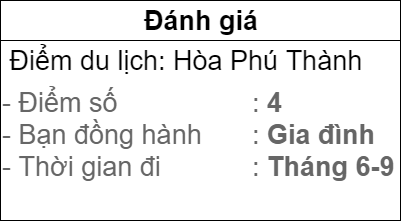 Đánh giá
Điểm du lịch: Hòa Phú Thành
- Điểm số : 4
- Bạn đồng hành : Gia đình
- Thời gian đi : Tháng 6-9